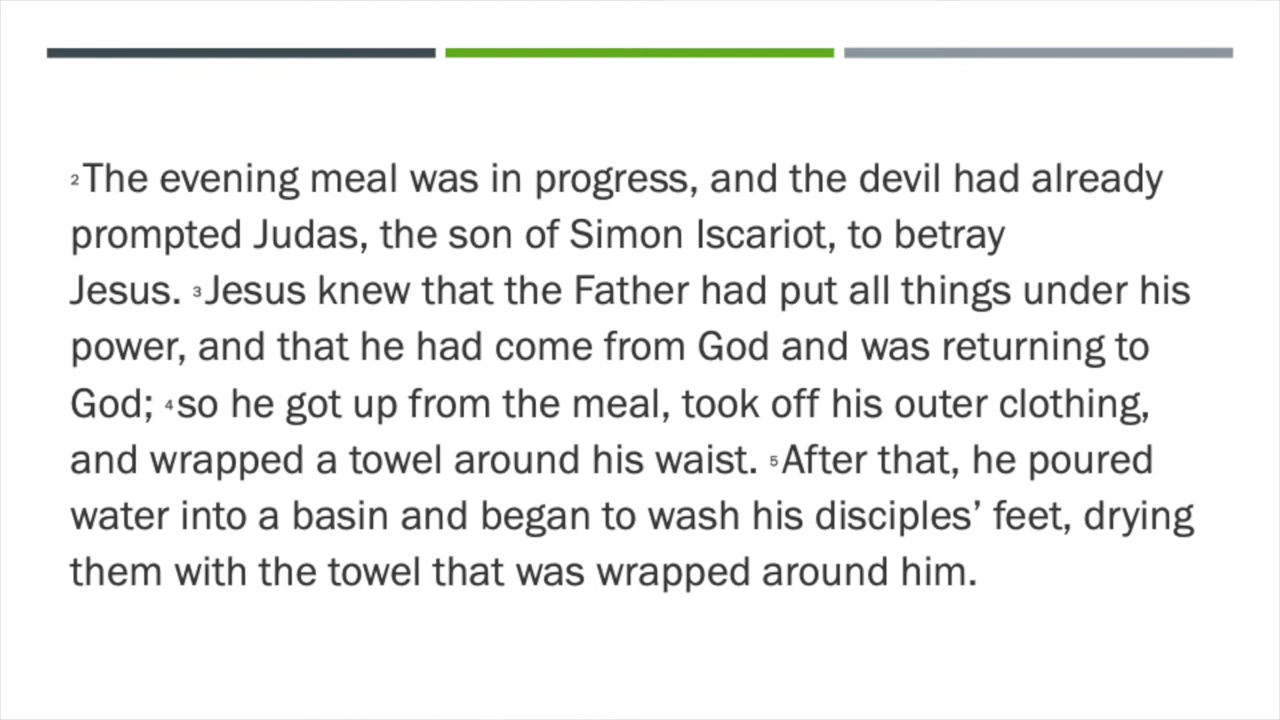 ²The evening meal was in progress, and the devil had already
prompted Judas, the son of Simon Iscariot, to betray
Jesus. ³Jesus knew that the Father had put all things under his
power, and that he had come from God and was returning to
God; ⁴so he got up from the meal, took off his outer clothing,
and wrapped a towel around his waist. ⁵After that, he poured
water into a basin and began to wash his disciples’ feet, drying
them with the towel that was wrapped around him.